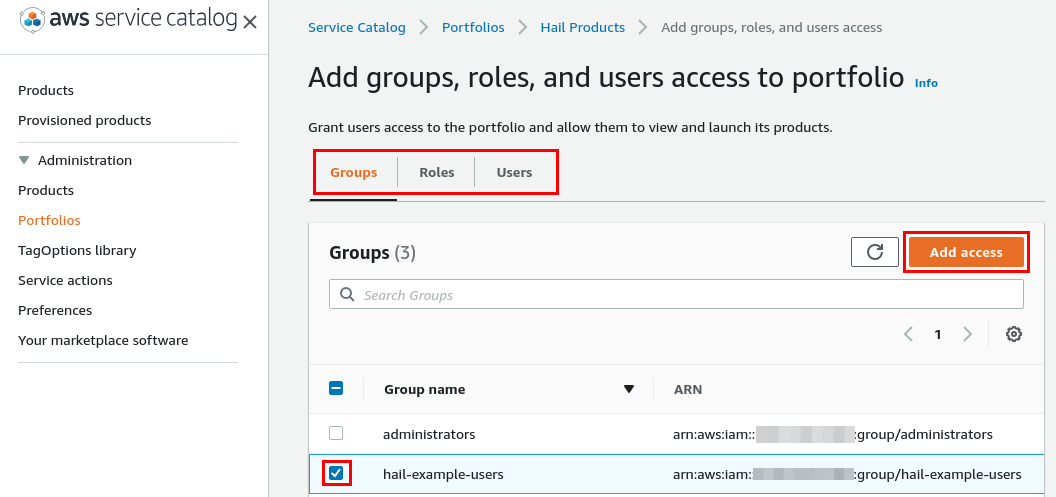 aws service catalog
Products
Provisioned products
Administration
Products
Portfolios
TagOptions library
Service actions
Preferences
Your marketplace software
Service Catalog > Portfolios > Hail Products > Add groups, roles, and users access
Add groups, roles, and users access to portfolio Info
Grant users access to the portfolio and allow them to view and launch its products.
Groups Roles Users
Groups (3)
Add access
Search Groups
1
Group name ARN
administrators arn:aws:iam:: :group/administrators
hail-example-users arn:aws:iam: :group/hail-example-users